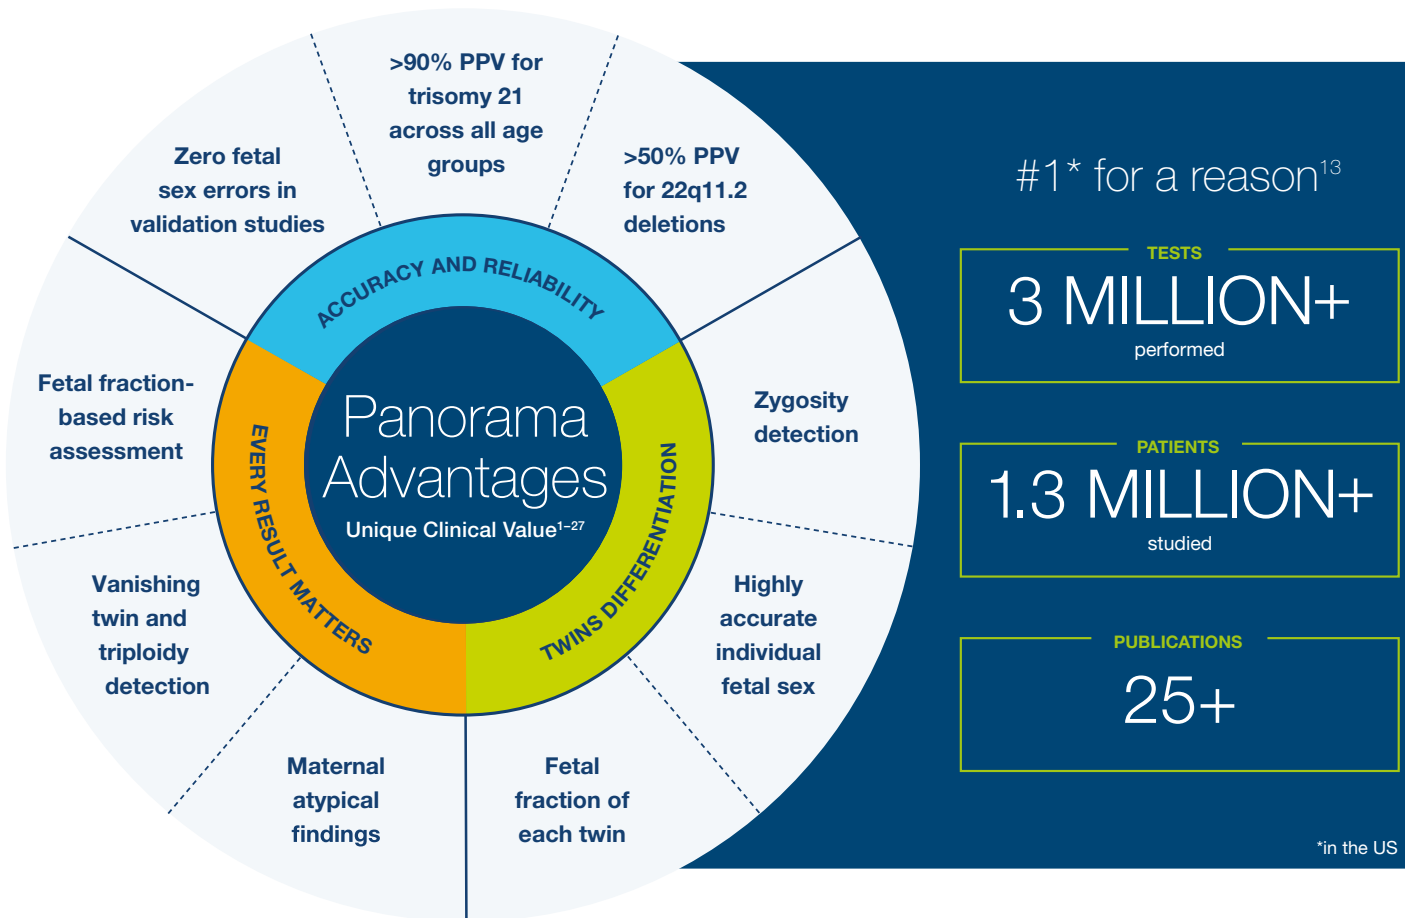 >90% PPV for
trisomy 21
across all age
groups
Zero fetal
sex errors in
validation studies
>50% PPV
for 22q11.2
deletions
ACCURACY AND RELIABILITY
Fetal fraction-
based risk
assessment
Vanishing
twin and
triploidy
detection
Maternal
atypical
findings
EVERY RESULT MATTERS
Panorama
Advantages
Unique Clinical Value1–27
TWINS DIFFERENTIATION
Zygosity
detection
Highly
accurate
individual
fetal sex
Fetal
fraction of
each twin
#1* for a reason13
TESTS
3 MILLION+
performed
PATIENTS
1.3 MILLION+
studied
PUBLICATIONS
25+
*in the US